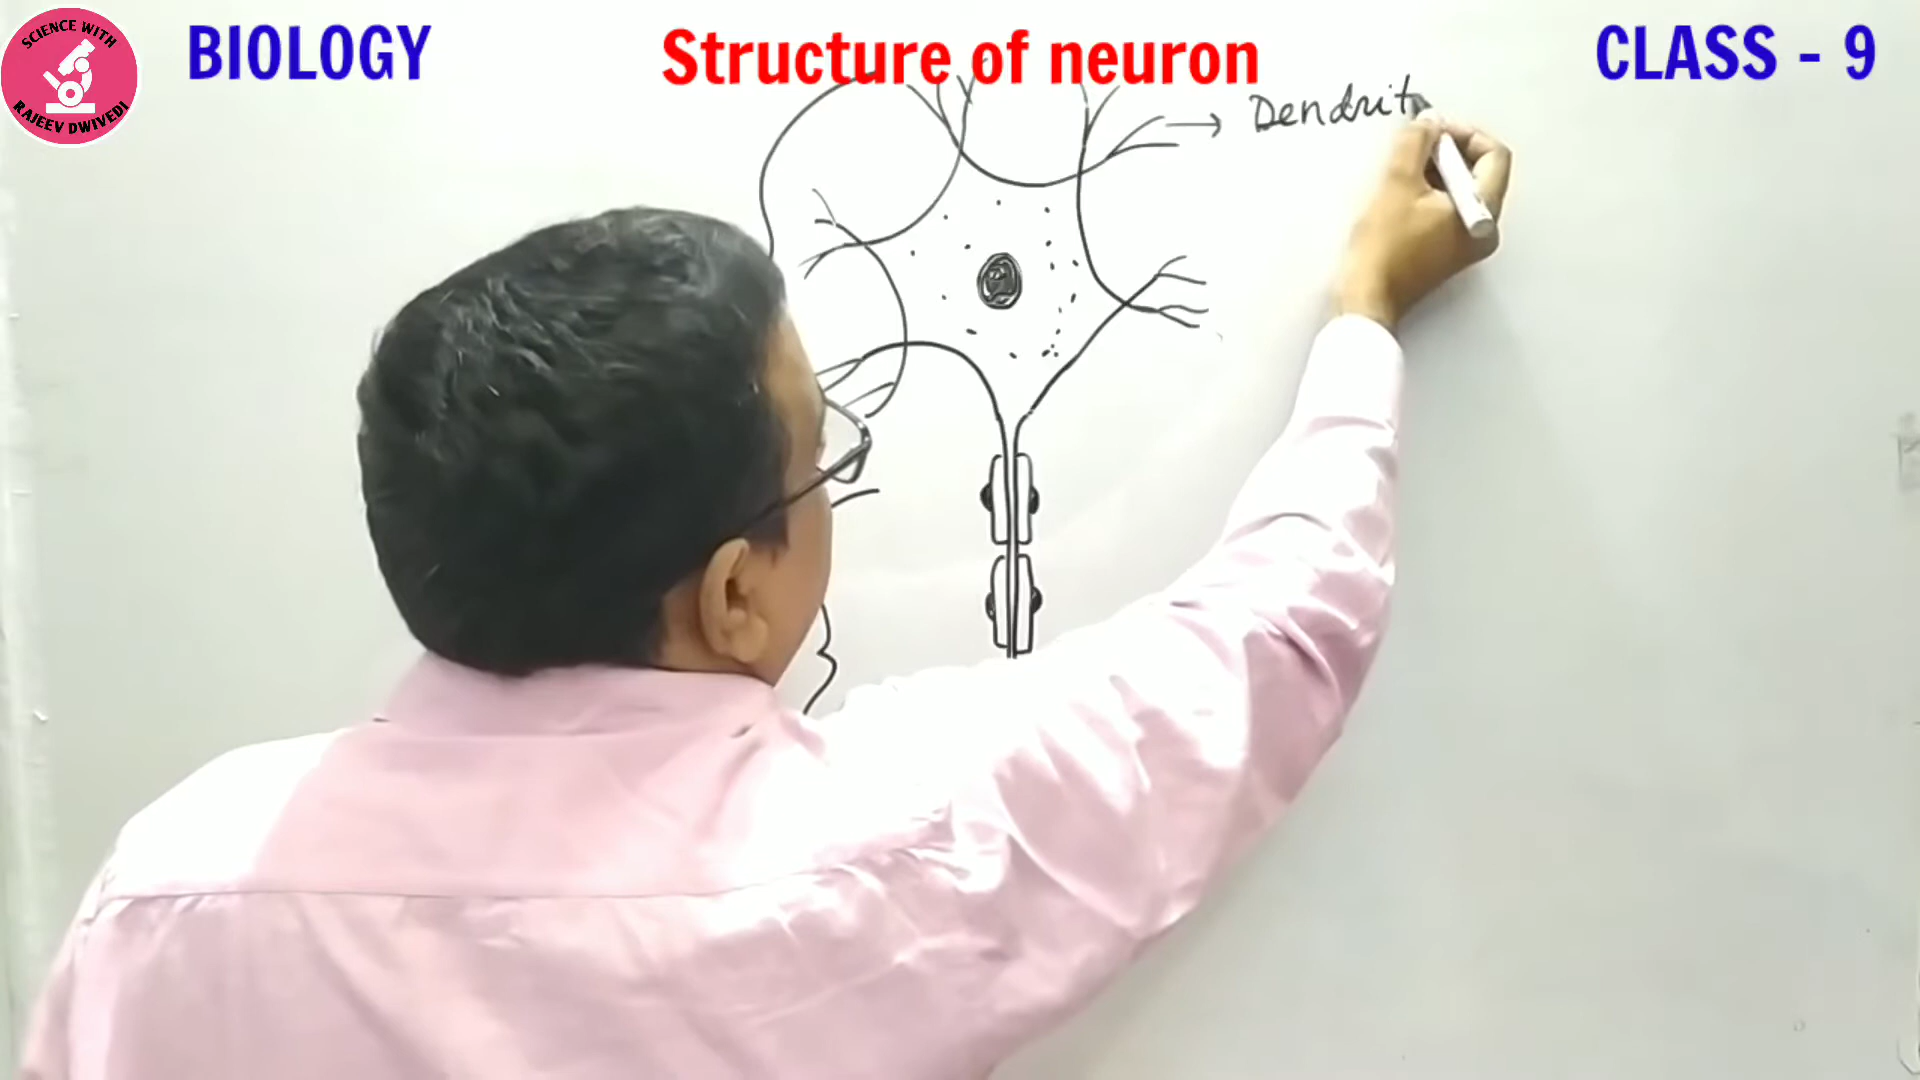 SCIENCE WITH
RAJEEV DWIVEDI
BIOLOGY
Structure of neuron
CLASS - 9
Dendrit